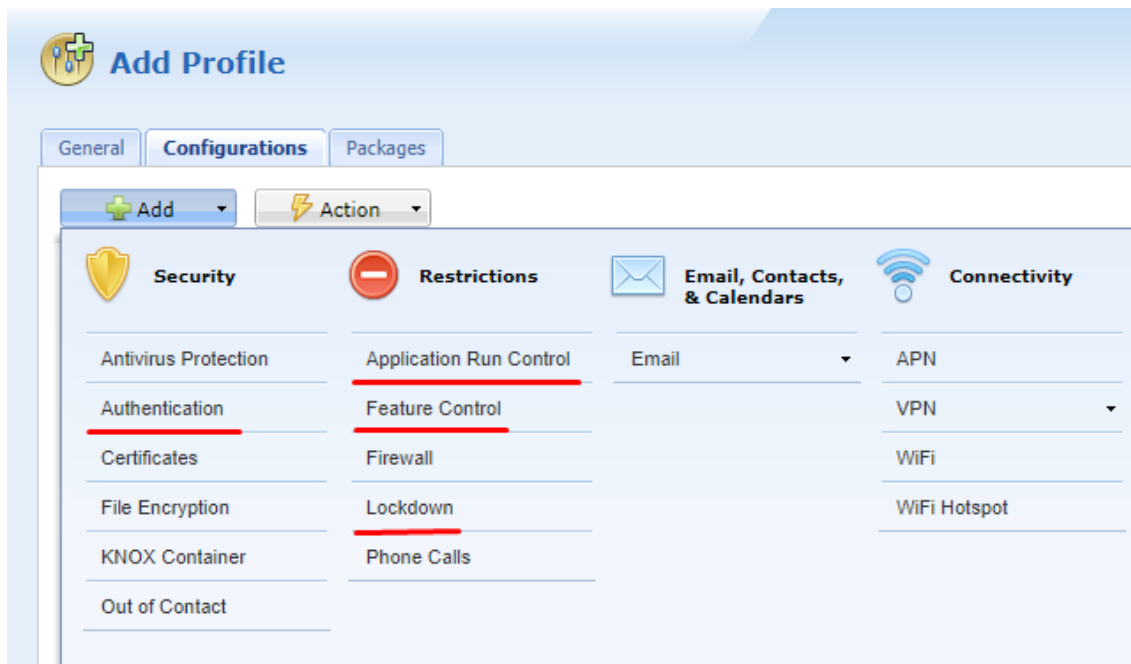 Add Profile
General
Configurations
Packages
Add
Action
Security
Antivirus Protection
Authentication
Certificates
File Encryption
KNOX Container
Out of Contact
Restrictions
Application Run Control
Feature Control
Firewall
Lockdown
Phone Calls
Email, Contacts,
& Calendars
Email
Connectivity
APN
VPN
WiFi
WiFi Hotspot